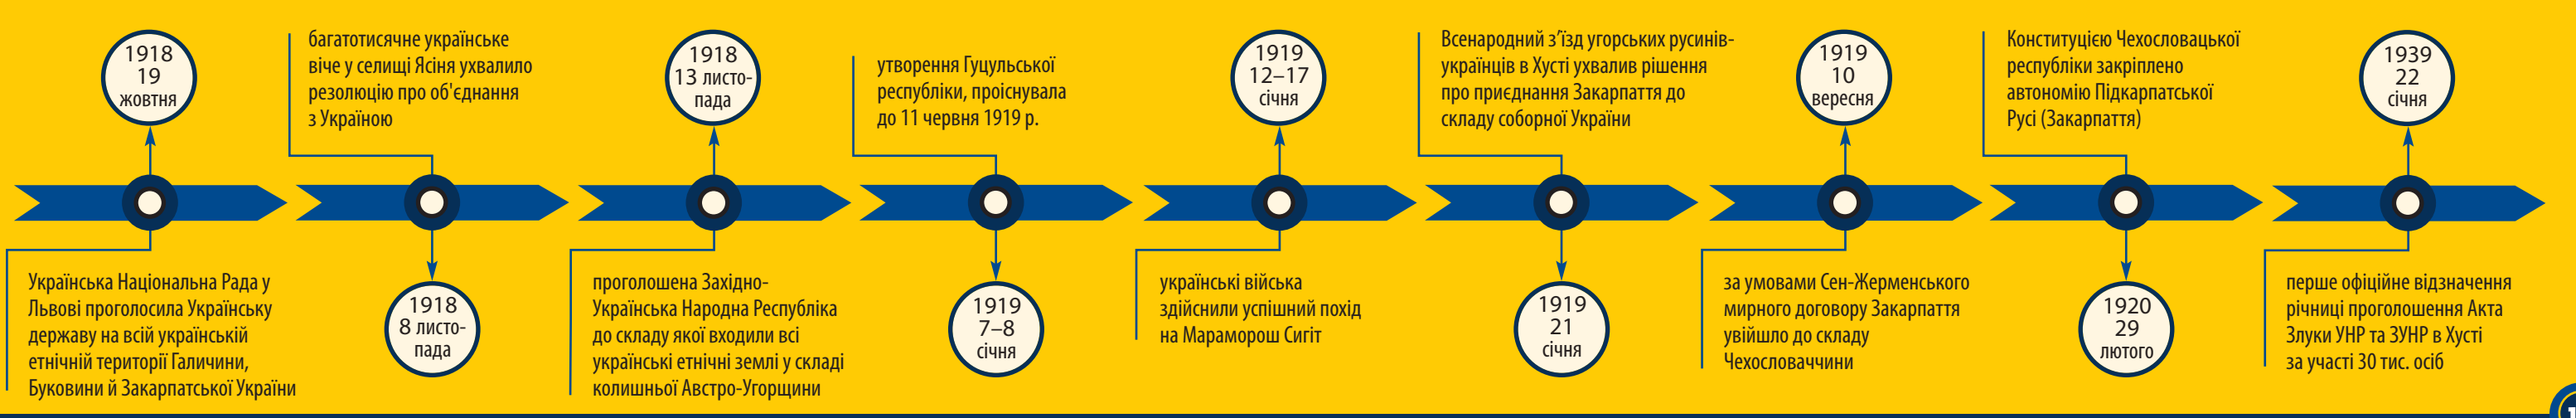 1918
19
жовтня
Українська Національна Рада у
Львові проголосила Українську
державу на всій українській
етнічній території Галичини,
Буковини й Закарпатської України
багатотисячне українське
віче у селищі Ясіня ухвалило
резолюцію про об'єднання
з Україною
1918
8 листо-
пада
1918
13 листо-
пада
проголошена Західно-
Українська Народна Республіка
до складу якої входили всі
українські етнічні землі у складі
колишньої Австро-Угорщини
утворення Гуцульської
республіки, проіснувала
до 11 червня 1919 р.
1919
7–8
січня
1919
12–17
січня
українські війська
здійснили успішний похід
на Мараморош Сигіт
Всенародний з’їзд угорських русинів-
українців в Хусті ухвалив рішення
про приєднання Закарпаття до
складу соборної України
1919
21
січня
1919
10
вересня
за умовами Сен-Жерменського
мирного договору Закарпаття
увійшло до складу
Чехословаччини
Конституцією Чехословацької
республіки закріплено
автономію Підкарпатської
Русі (Закарпаття)
1920
29
лютого
1939
22
січня
перше офіційне відзначення
річниці проголошення Акта
Злуки УНР та ЗУНР в Хусті
за участі 30 тис. осіб